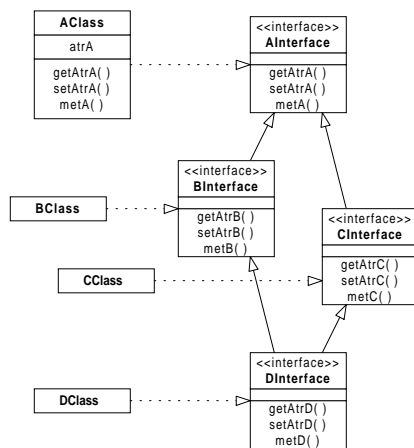 AClass
atrA
getAtrA( )
setAtrA( )
metA( )
<<interface>>
AInterface
getAtrA( )
setAtrA( )
metA( )
<<interface>>
BInterface
getAtrB( )
setAtrB( )
metB( )
BClass
<<interface>>
CInterface
getAtrC( )
setAtrC( )
metC( )
CClass
<<interface>>
DInterface
getAtrD( )
setAtrD( )
metD( )
DClass